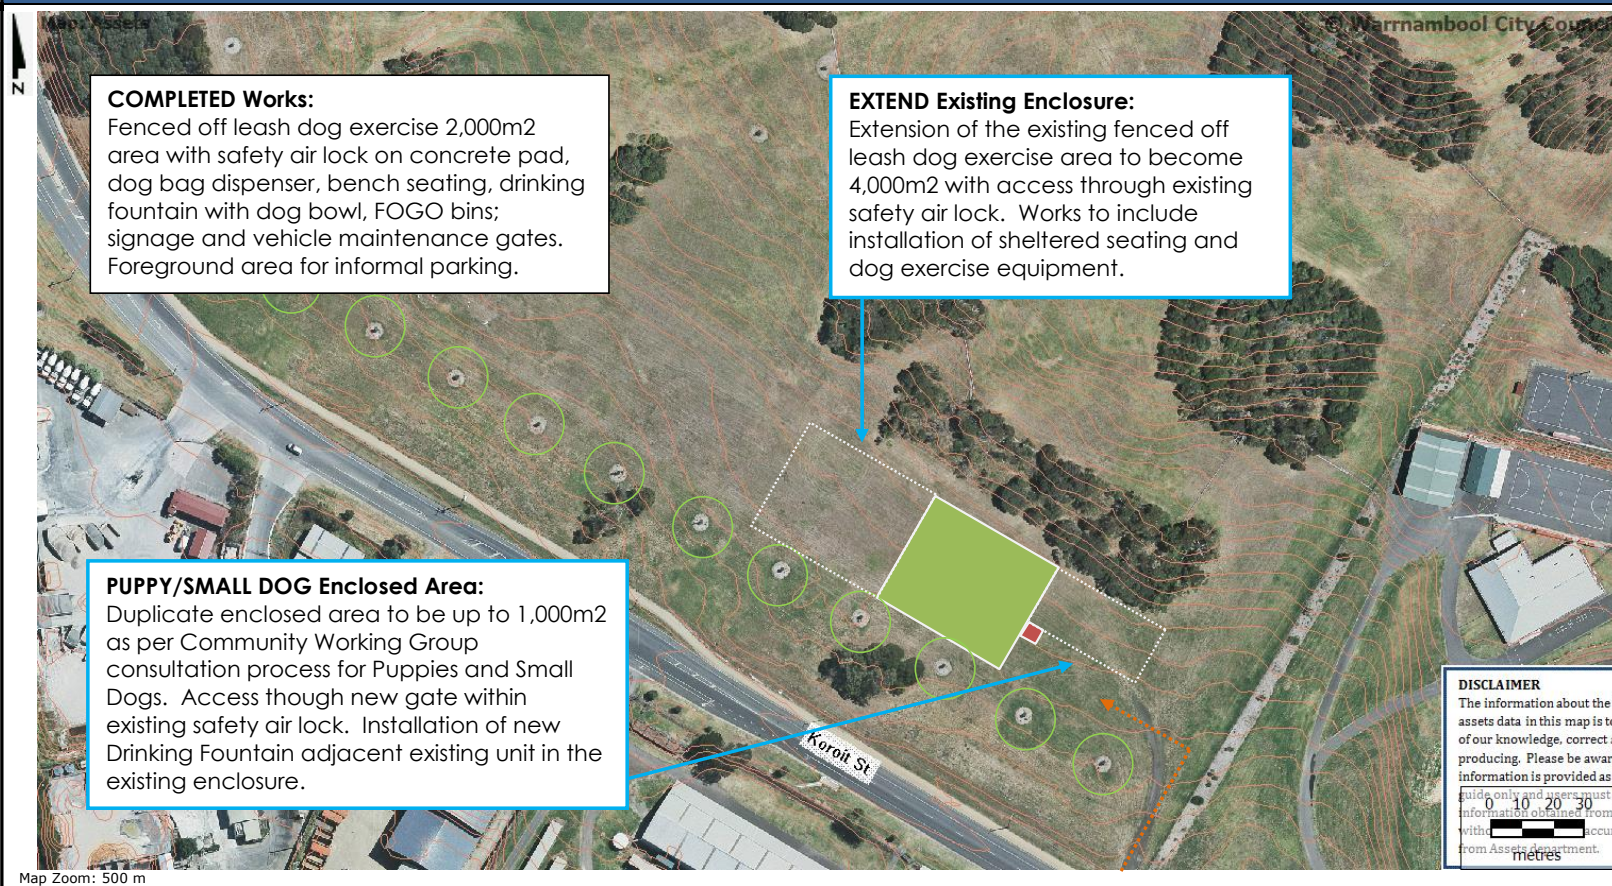 Map: Assets
© Warrnambool City Council
N
COMPLETED Works:
Fenced off leash dog exercise 2,000m2
area with safety air lock on concrete pad,
dog bag dispenser, bench seating, drinking
fountain with dog bowl, FOGO bins;
signage and vehicle maintenance gates.
Foreground area for informal parking.
EXTEND Existing Enclosure:
Extension of the existing fenced off
leash dog exercise area to become
4,000m2 with access through existing
safety air lock.  Works to include
installation of sheltered seating and
dog exercise equipment.
PUPPY/SMALL DOG Enclosed Area:
Duplicate enclosed area to be up to 1,000m2
as per Community Working Group
consultation process for Puppies and Small
Dogs.  Access though new gate within
existing safety air lock.  Installation of new
Drinking Fountain adjacent existing unit in the
existing enclosure.
Koroit St
DISCLAIMER
The information about the
assets data in this map is
of our knowledge, correct
producing.  Please be
information is provided as
guide only and users must
information obtained from
from Assets department.
0 10 20 30
metres
Map Zoom: 500 m